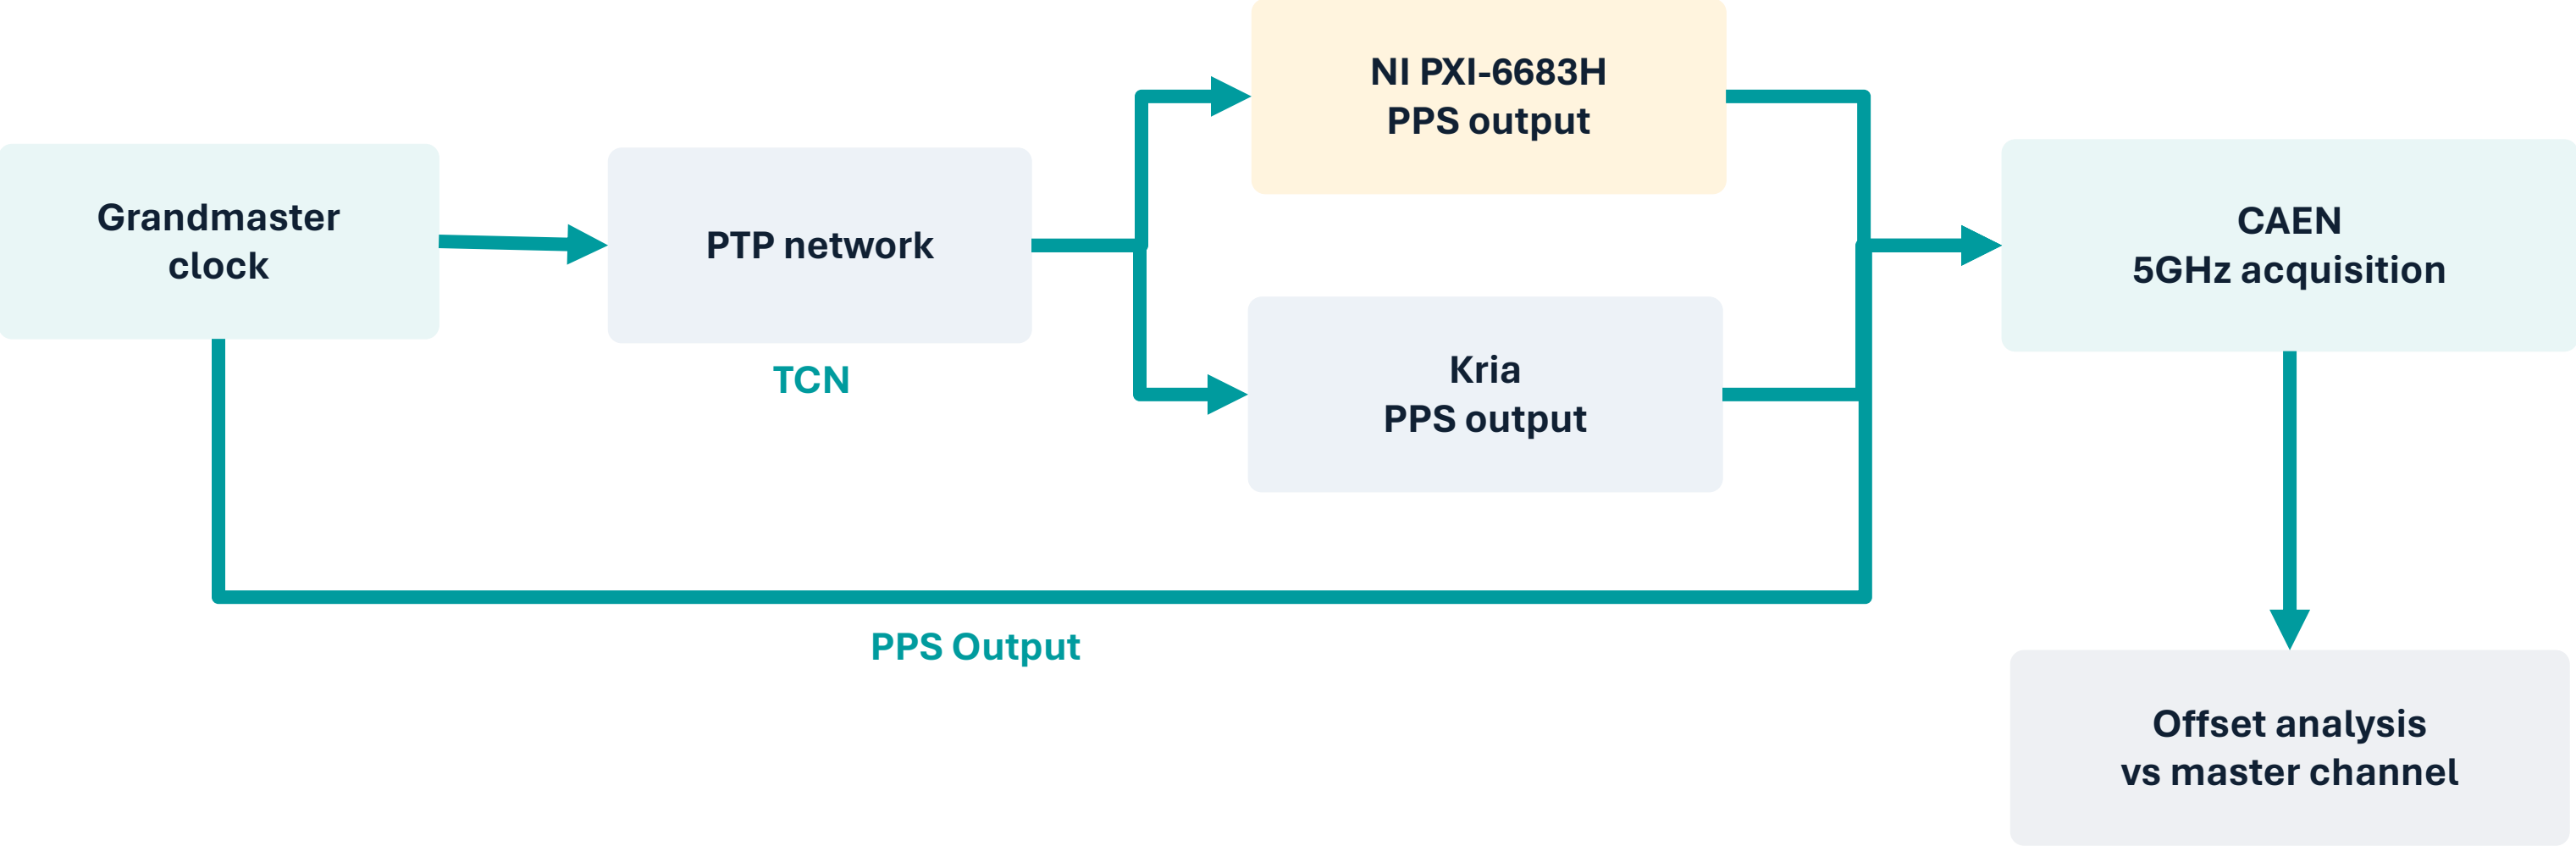 Grandmaster
clock
PTP network
TCN
NI PXI-6683H
PPS output
Kria
PPS output
CAEN
5GHz acquisition
PPS Output
Offset analysis
vs master channel